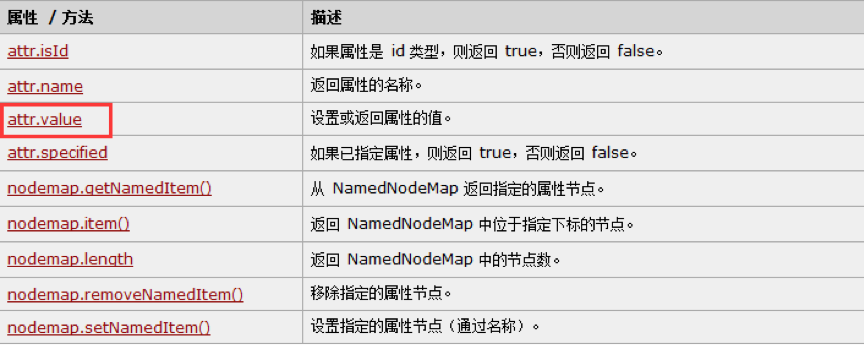 属性 / 方法 描述
attr.isId 如果属性是 id 类型，则返回 true，否则返回 false。
attr.name 返回属性的名称。
attr.value 设置或返回属性的值。
attr.specified 如果已指定属性，则返回 true，否则返回 false。
nodemap.getNamedItem() 从 NamedNodeMap 返回指定的属性节点。
nodemap.item() 返回 NamedNodeMap 中位于指定下标的节点。
nodemap.length 返回 NamedNodeMap 中的节点数。
nodemap.removeNamedItem() 移除指定的属性节点。
nodemap.setNamedItem() 设置指定的属性节点（通过名称）。